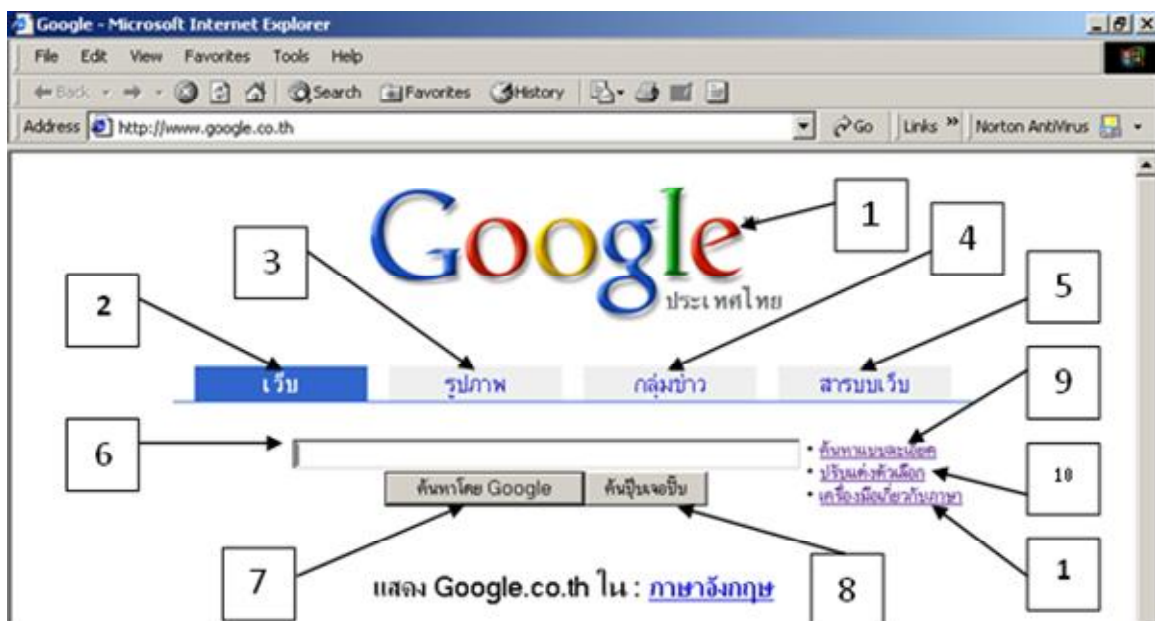 Google - Microsoft Internet Explorer
File Edit View Favorites Tools Help
Back Search Favorites History
Address http://www.google.co.th Go Links » Norton AntiVirus
Google 1
ประเทศไทย
3 4
2 5
เว็บ รูปภาพ กลุ่มข่าว สารบบเว็บ
9
6 • ค้นหาแบบละเอียด
• ปรับแต่งตัวเลือก 10
• เครื่องมือเกี่ยวกับภาษา
ค้นหาโดย Google ค้นปุ๊บเจอปั๊บ
7 8 1
แสดง Google.co.th ใน : ภาษาอังกฤษ